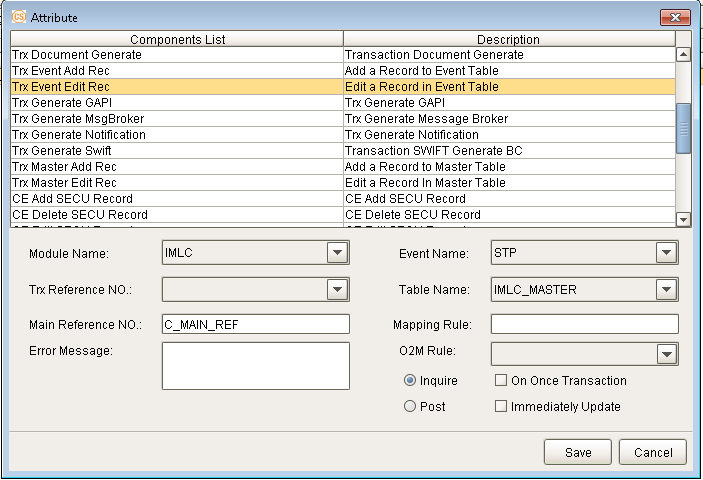 CS Attribute
Components List Description
Trx Document Generate Transaction Document Generate
Trx Event Add Rec Add a Record to Event Table
Trx Event Edit Rec Edit a Record in Event Table
Trx Generate GAPI Trx Generate GAPI
Trx Generate MsgBroker Trx Generate Message Broker
Trx Generate Notification Trx Generate Notification
Trx Generate Swift Transaction SWIFT Generate BC
Trx Master Add Rec Add a Record to Master Table
Trx Master Edit Rec Edit a Record In Master Table
CE Add SECU Record CE Add SECU Record
CE Delete SECU Record CE Delete SECU Record
Module Name: IMLC Event Name: STP
Trx Reference NO.: Table Name: IMLC_MASTER
Main Reference NO.: C_MAIN_REF Mapping Rule:
Error Message: O2M Rule:
Inquire On Once Transaction
Post Immediately Update
Save Cancel